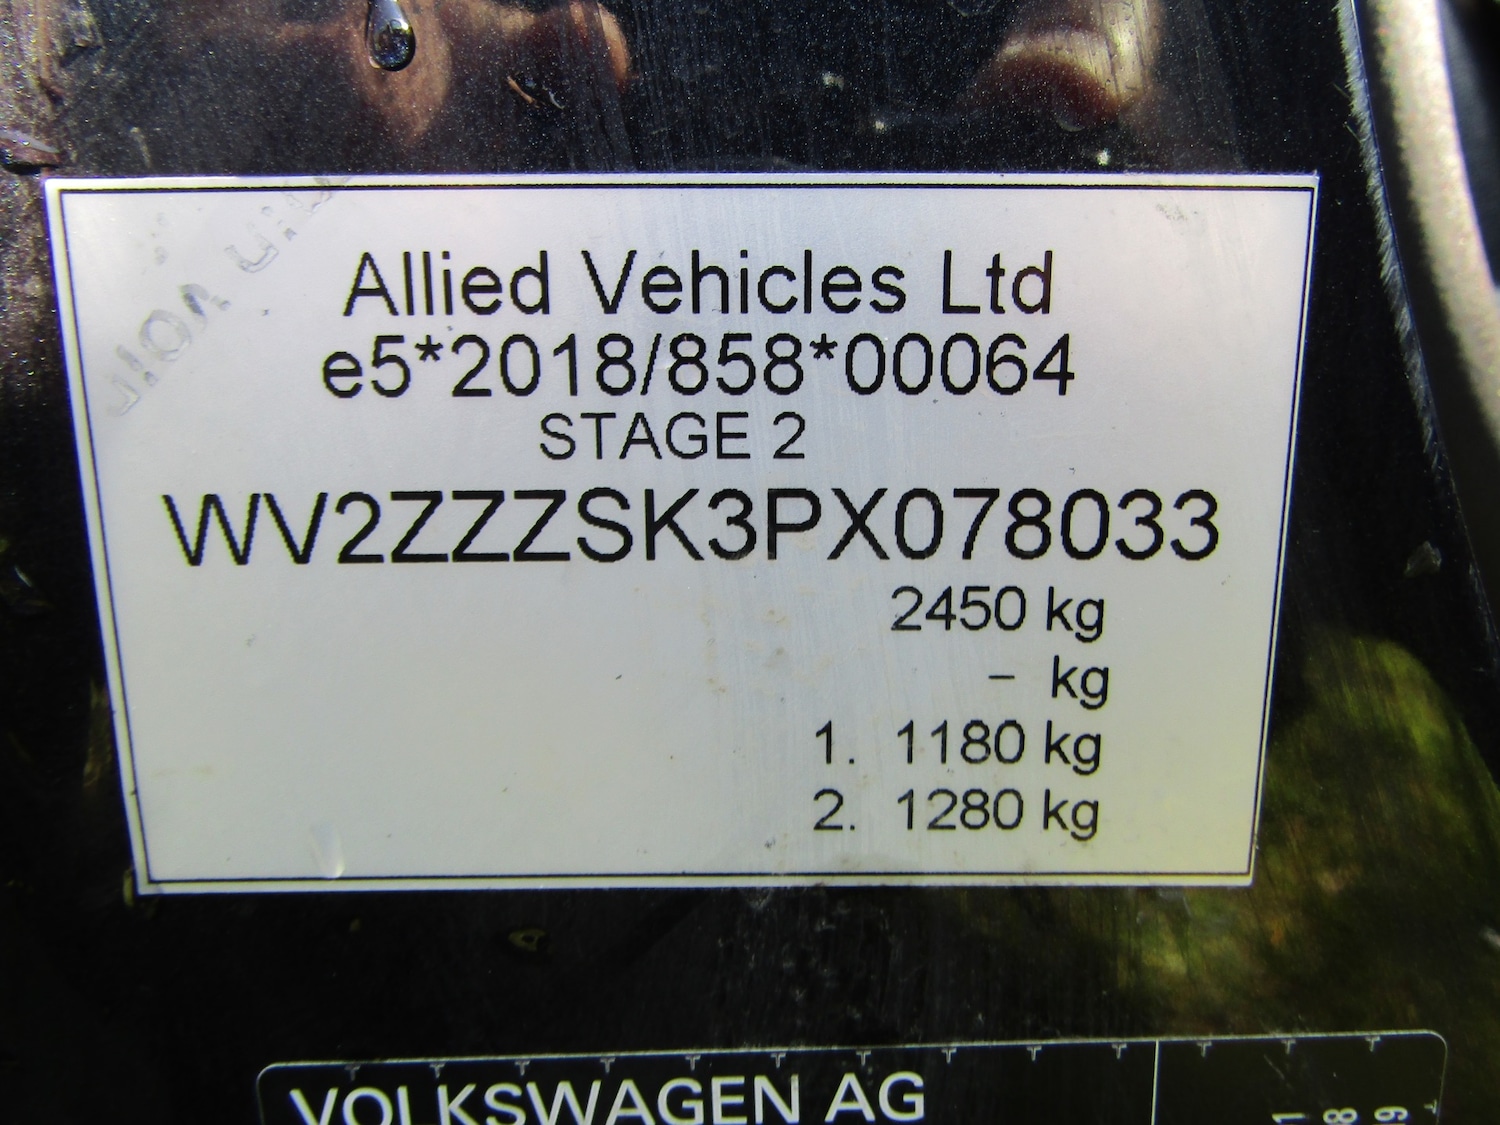 Allied Vehicles Ltd
e5*2018/858*00064
STAGE 2
WV2ZZZSK3PX078033
2450 kg
- kg
1. 1180 kg
2. 1280 kg
VOLKSWAGEN AG